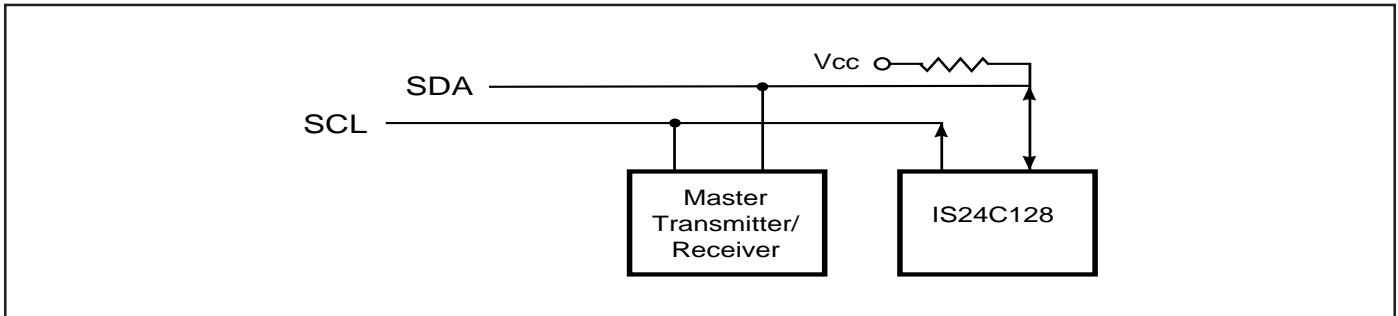 Vcc
SDA
SCL
Master
Transmitter/
Receiver
IS24C128